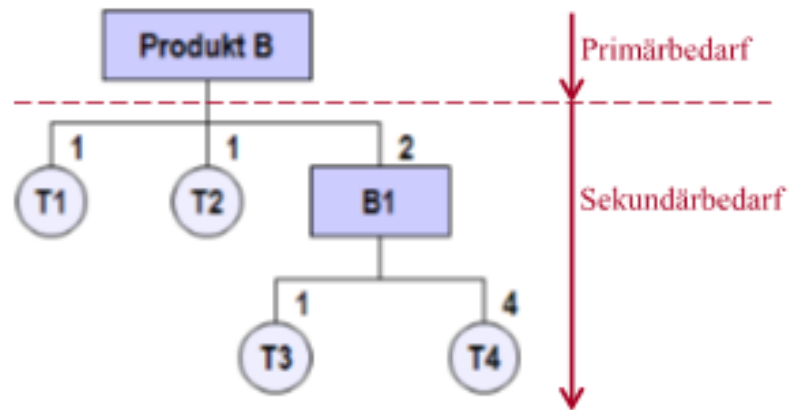 Produkt B
Primärbedarf
1
1
2
T1
T2
B1
Sekundärbedarf
1
4
T3
T4